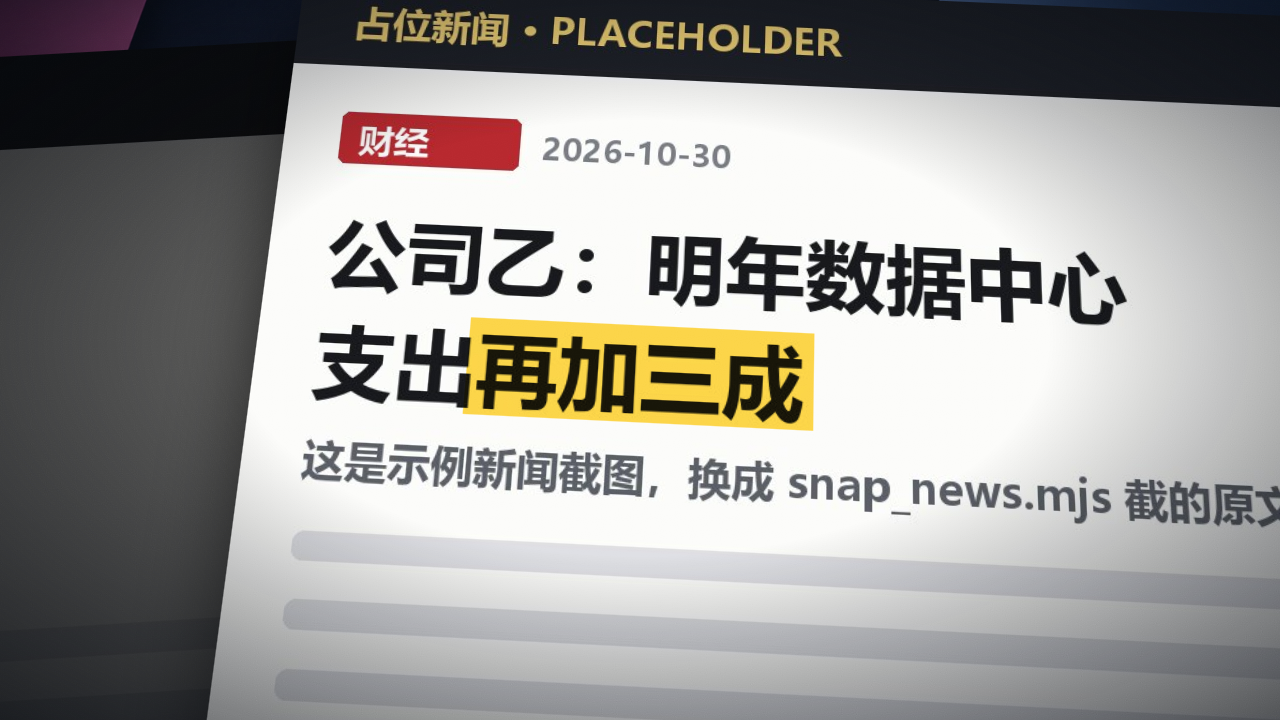 占位新闻 • PLACEHOLDER
财经
2026-10-30
公司乙：明年数据中心
支出再加三成
这是示例新闻截图，换成 snap_news.mjs 截的原文